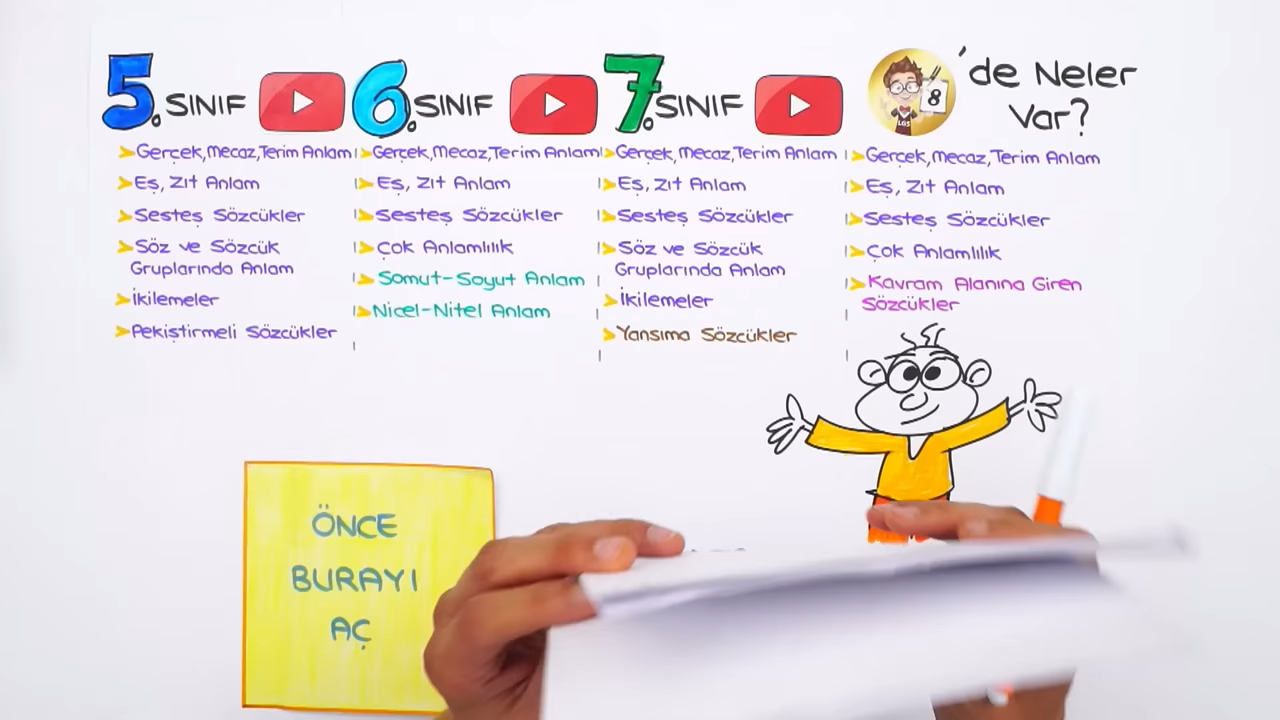 5. SINIF
➤Gerçek, Mecaz, Terim Anlam
➤Eş, Zıt Anlam
➤Sesteş Sözcükler
➤Söz ve Sözcük
Gruplarında Anlam
➤İkilemeler
➤Pekiştirmeli Sözcükler
6. SINIF
➤Gerçek, Mecaz, Terim Anlam
➤Eş, Zıt Anlam
➤Sesteş Sözcükler
➤Çok Anlamlılık
➤Somut-Soyut Anlam
➤Nicel-Nitel Anlam
7. SINIF
➤Gerçek, Mecaz, Terim Anlam
➤Eş, Zıt Anlam
➤Sesteş Sözcükler
➤Söz ve Sözcük
Gruplarında Anlam
➤İkilemeler
➤Yansıma Sözcükler
8
LGS
'de Neler
Var?
➤Gerçek, Mecaz, Terim Anlam
➤Eş, Zıt Anlam
➤Sesteş Sözcükler
➤Çok Anlamlılık
➤Kavram Alanına Giren
Sözcükler
ÖNCE
BURAYI
AÇ